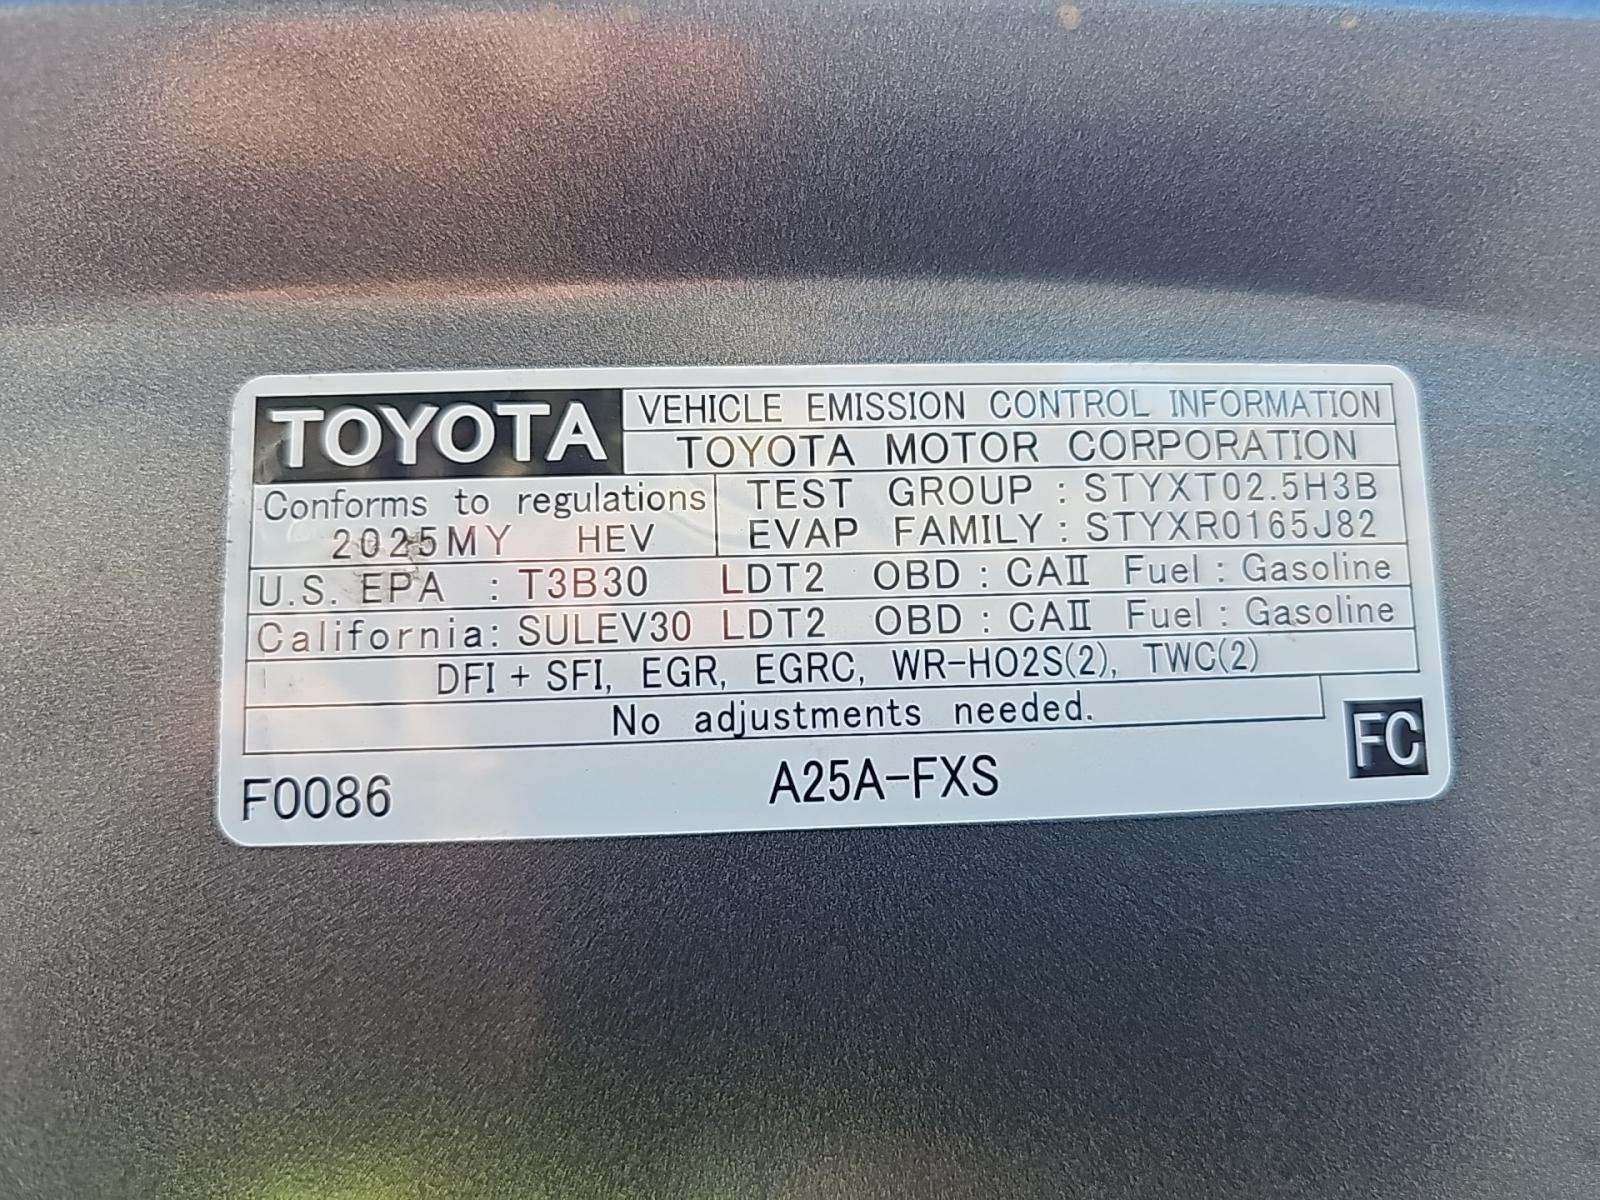 TOYOTA VEHICLE EMISSION CONTROL INFORMATION
TOYOTA MOTOR CORPORATION
Conforms to regulations
2025MY HEV
TEST GROUP : STYXT02.5H3B
EVAP FAMILY : STYXR0165J82
U.S. EPA : T3B30 LDT2 OBD : CAII Fuel : Gasoline
California: SULEV30 LDT2 OBD : CAII Fuel : Gasoline
DFI + SFI, EGR, EGRC, WR-HO2S(2), TWC(2)
No adjustments needed.
FC
F0086 A25A-FXS